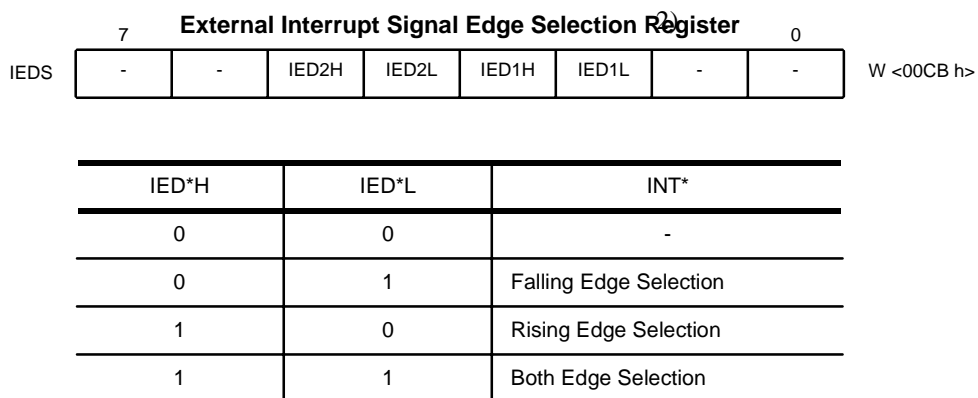 External Interrupt Signal Edge Selection Register
2)
7 0
IEDS - - IED2H IED2L IED1H IED1L - - W <00CB h>
IED*H IED*L INT*
0 0 -
0 1 Falling Edge Selection
1 0 Rising Edge Selection
1 1 Both Edge Selection